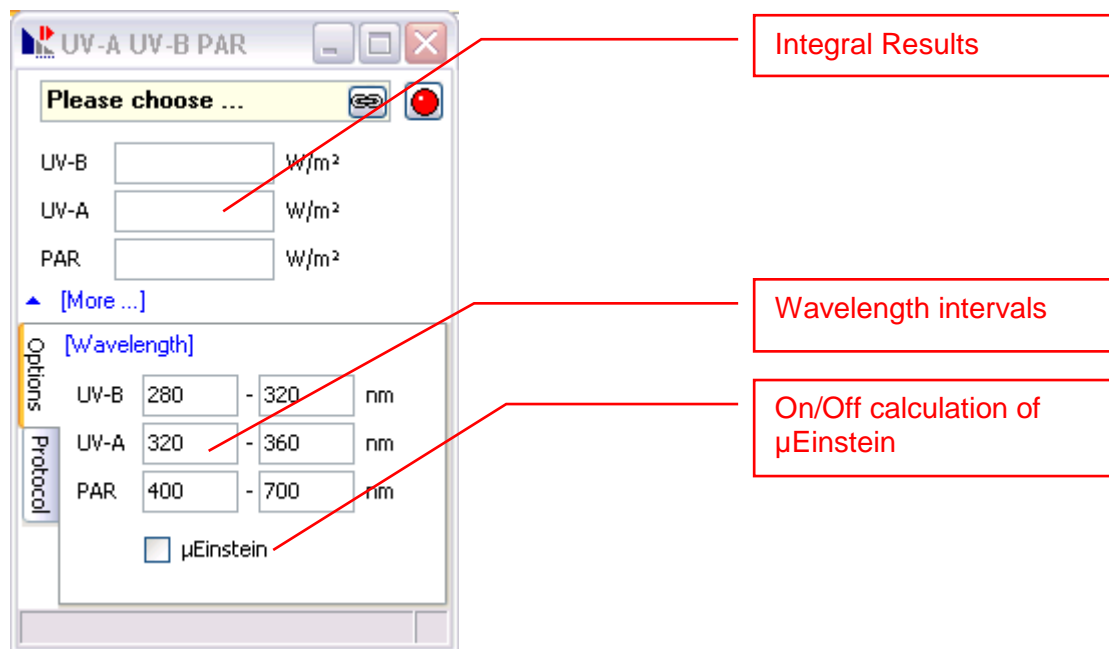 UV-A UV-B PAR
Integral Results
Please choose ...
UV-B W/m²
UV-A W/m²
PAR W/m²
[More ...]
Wavelength intervals
Options
[Wavelength]
UV-B 280 - 320 nm
On/Off calculation of
µEinstein
UV-A 320 - 360 nm
Protocol
PAR 400 - 700 nm
µEinstein